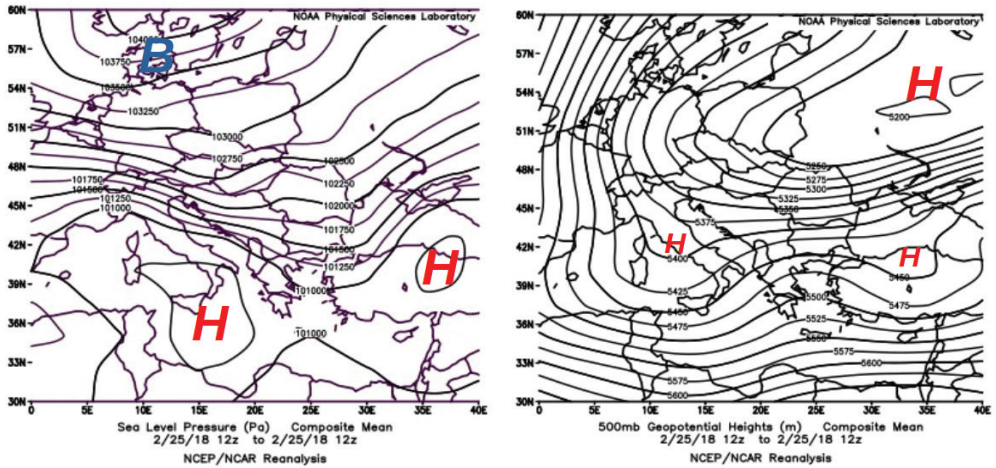 NOAA Physical Sciences Laboratory
60N
57N
54N
51N
48N
45N
42N
39N
36N
33N
30N
В
103750
103500
103250
103000
102750
102500
102250
102000
101750
101750
101500
101250
101000
101500
101250
101000
101000
Н
Н
0 5E 10E 15E 20E 25E 30E 35E 40E
Sea Level Pressure (Pa) Composite Mean
2/25/18 12z to 2/25/18 12z
NCEP/NCAR Reanalysis
NOAA Physical Sciences Laboratory
60N
57N
54N
51N
48N
45N
42N
39N
36N
33N
30N
Н
5200
5250
5275
5300
5325
5350
5375
Н
5400
Н
5450
5425
5475
5450
5475
5500
5525
5550
5575
5600
5575
5600
0 5E 10E 15E 20E 25E 30E 35E 40E
500mb Geopotential Heights (m) Composite Mean
2/25/18 12z to 2/25/18 12z
NCEP/NCAR Reanalysis